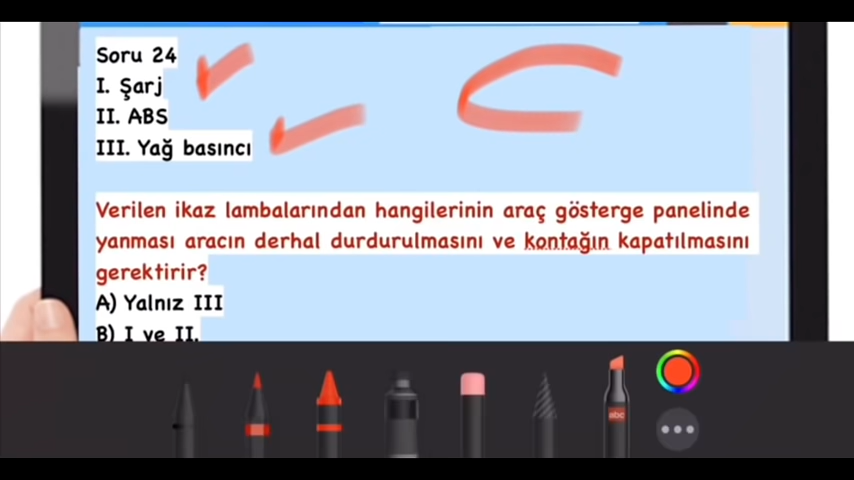 Soru 24
I. Şarj
II. ABS
III. Yağ basıncı
Verilen ikaz lambalarından hangilerinin araç gösterge panelinde
yanması aracın derhal durdurulmasını ve kontağın kapatılmasını
gerektirir?
A) Yalnız III
B) I ve II.
abc